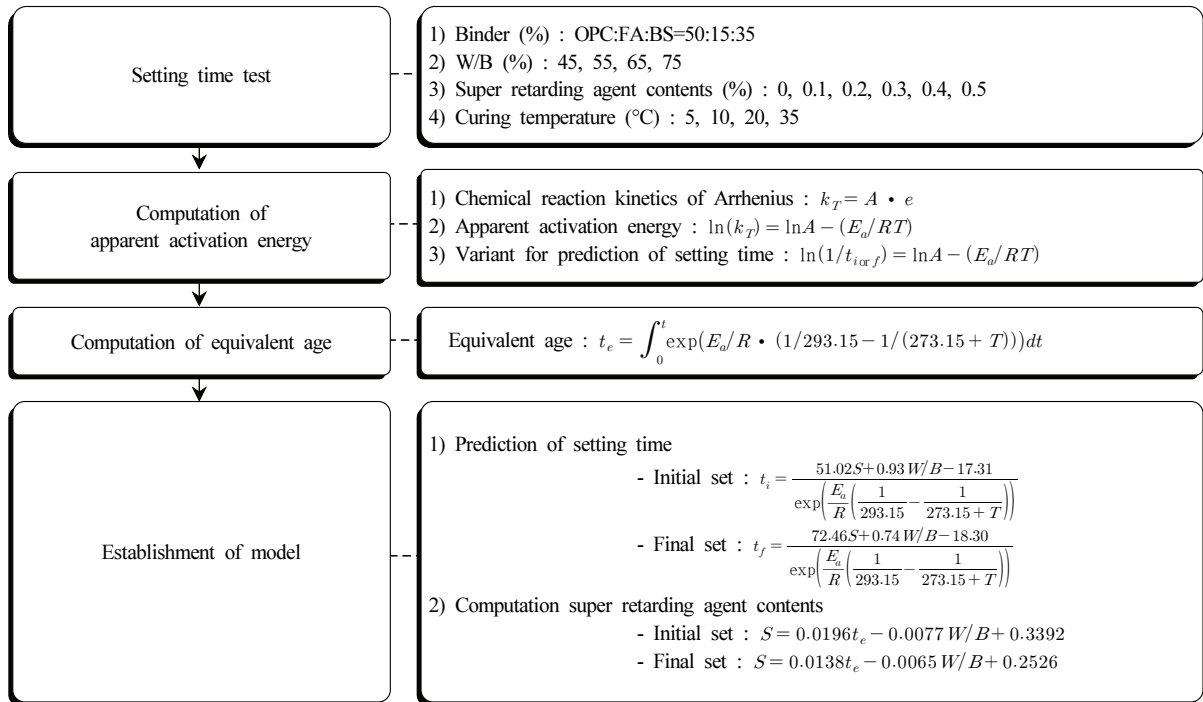 Setting time test
1) Binder (%) : OPC:FA:BS=50:15:35
2) W/B (%) : 45, 55, 65, 75
3) Super retarding agent contents (%) : 0, 0.1, 0.2, 0.3, 0.4, 0.5
4) Curing temperature (°C) : 5, 10, 20, 35
Computation of
apparent activation energy
1) Chemical reaction kinetics of Arrhenius : k_T = A • e
2) Apparent activation energy : ln(k_T) = lnA − (E_a/RT)
3) Variant for prediction of setting time : ln(1/t_{i or f}) = lnA − (E_a/RT)
Computation of equivalent age
Equivalent age : t_e = ∫_0^t exp(E_a/R • (1/293.15 − 1/(273.15 + T)))dt
Establishment of model
1) Prediction of setting time
- Initial set : t_i = (51.02S+0.93 W/B−17.31) / exp(E_a/R (1/293.15 − 1/(273.15 + T)))
- Final set : t_f = (72.46S+0.74 W/B−18.30) / exp(E_a/R (1/293.15 − 1/(273.15 + T)))
2) Computation super retarding agent contents
- Initial set : S = 0.0196t_e − 0.0077 W/B + 0.3392
- Final set : S = 0.0138t_e − 0.0065 W/B + 0.2526